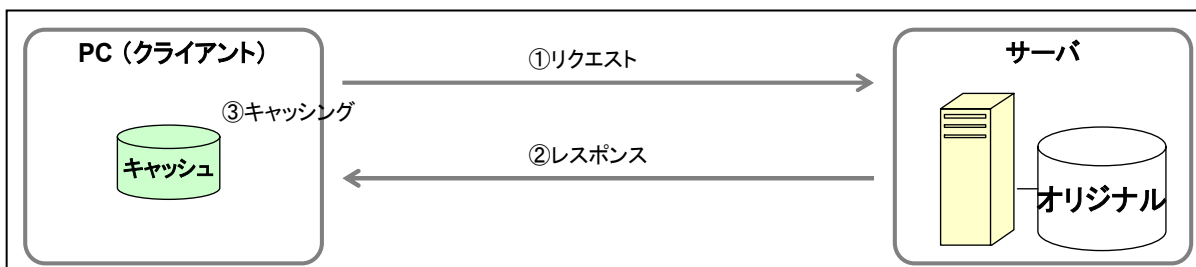 PC（クライアント）
①リクエスト
サーバ
③キャッシング
キャッシュ
②レスポンス
オリジナル